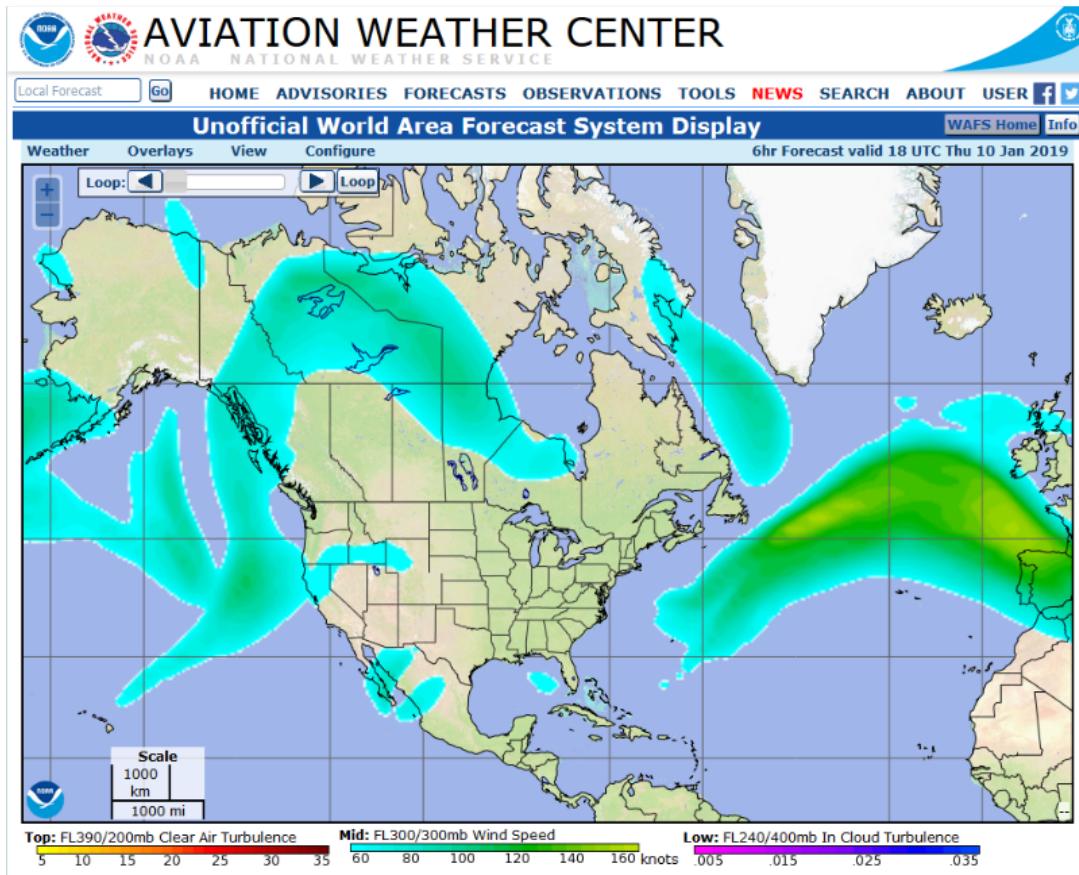 AVIATION WEATHER CENTER
NOAA NATIONAL WEATHER SERVICE
Local Forecast Go HOME ADVISORIES FORECASTS OBSERVATIONS TOOLS NEWS SEARCH ABOUT USER
Unofficial World Area Forecast System Display WAFS Home Info
Weather Overlays View Configure 6hr Forecast valid 18 UTC Thu 10 Jan 2019
+ Loop: Loop
−
Scale
1000
km
1000 mi
NOAA
--
Top: FL390/200mb Clear Air Turbulence Mid: FL300/300mb Wind Speed Low: FL240/400mb In Cloud Turbulence
5 10 15 20 25 30 35 60 80 100 120 140 160 knots .005 .015 .025 .035